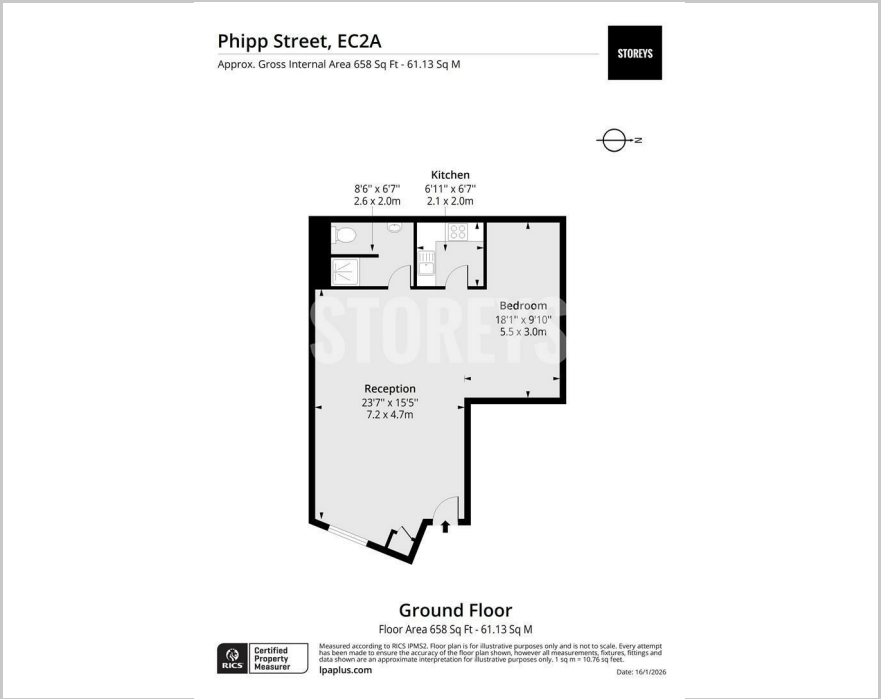 Phipp Street, EC2A
Approx. Gross Internal Area 658 Sq Ft - 61.13 Sq M
STOREYS
N
Kitchen
8'6" x 6'7"
2.6 x 2.0m
6'11" x 6'7"
2.1 x 2.0m
Bedroom
18'1" x 9'10"
5.5 x 3.0m
STOREYS
Reception
23'7" x 15'5"
7.2 x 4.7m
Ground Floor
Floor Area 658 Sq Ft - 61.13 Sq M
RICS
Certified
Property
Measurer
Measured according to RICS IPMS2. Floor plan is for illustrative purposes only and is not to scale. Every attempt
has been made to ensure the accuracy of the floor plan shown, however all measurements, fixtures, fittings and
data shown are an approximate interpretation for illustrative purposes only. 1 sq m = 10.76 sq feet.
lpaplus.com
Date: 16/1/2026